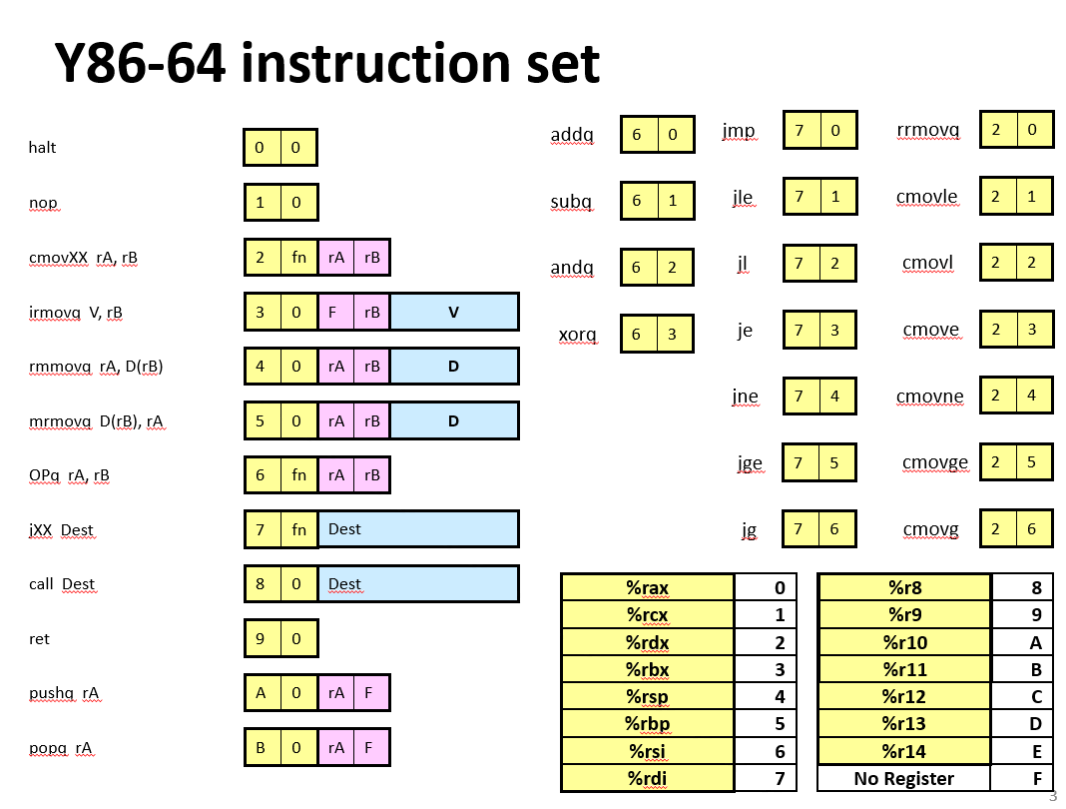 Y86-64 instruction set
halt 0 0
nop 1 0
cmovXX rA, rB 2 fn rA rB
irmovq V, rB 3 0 F rB V
rmmovq rA, D(rB) 4 0 rA rB D
mrmovq D(rB), rA 5 0 rA rB D
OPq rA, rB 6 fn rA rB
jXX Dest 7 fn Dest
call Dest 8 0 Dest
ret 9 0
pushq rA A 0 rA F
popq rA B 0 rA F
addq 6 0
subq 6 1
andq 6 2
xorq 6 3
jmp 7 0
jle 7 1
jl 7 2
je 7 3
jne 7 4
jge 7 5
jg 7 6
rrmovq 2 0
cmovle 2 1
cmovl 2 2
cmove 2 3
cmovne 2 4
cmovge 2 5
cmovg 2 6
%rax 0
%rcx 1
%rdx 2
%rbx 3
%rsp 4
%rbp 5
%rsi 6
%rdi 7
%r8 8
%r9 9
%r10 A
%r11 B
%r12 C
%r13 D
%r14 E
No Register F
3